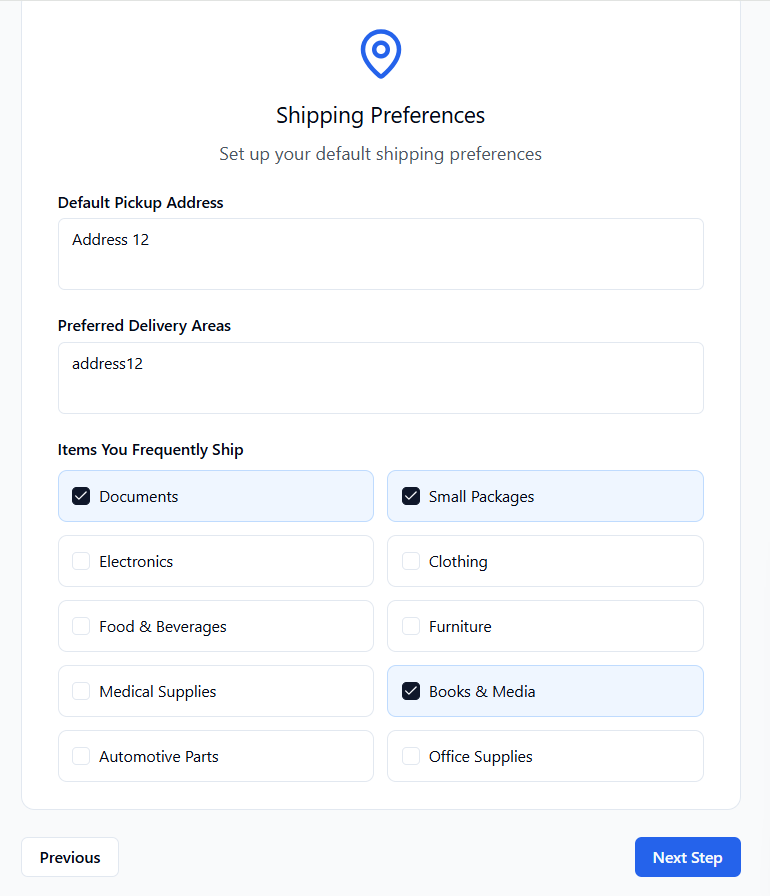 Shipping Preferences
Set up your default shipping preferences
Default Pickup Address
Address 12
Preferred Delivery Areas
address12
Items You Frequently Ship
Documents
Small Packages
Electronics
Clothing
Food & Beverages
Furniture
Medical Supplies
Books & Media
Automotive Parts
Office Supplies
Previous
Next Step